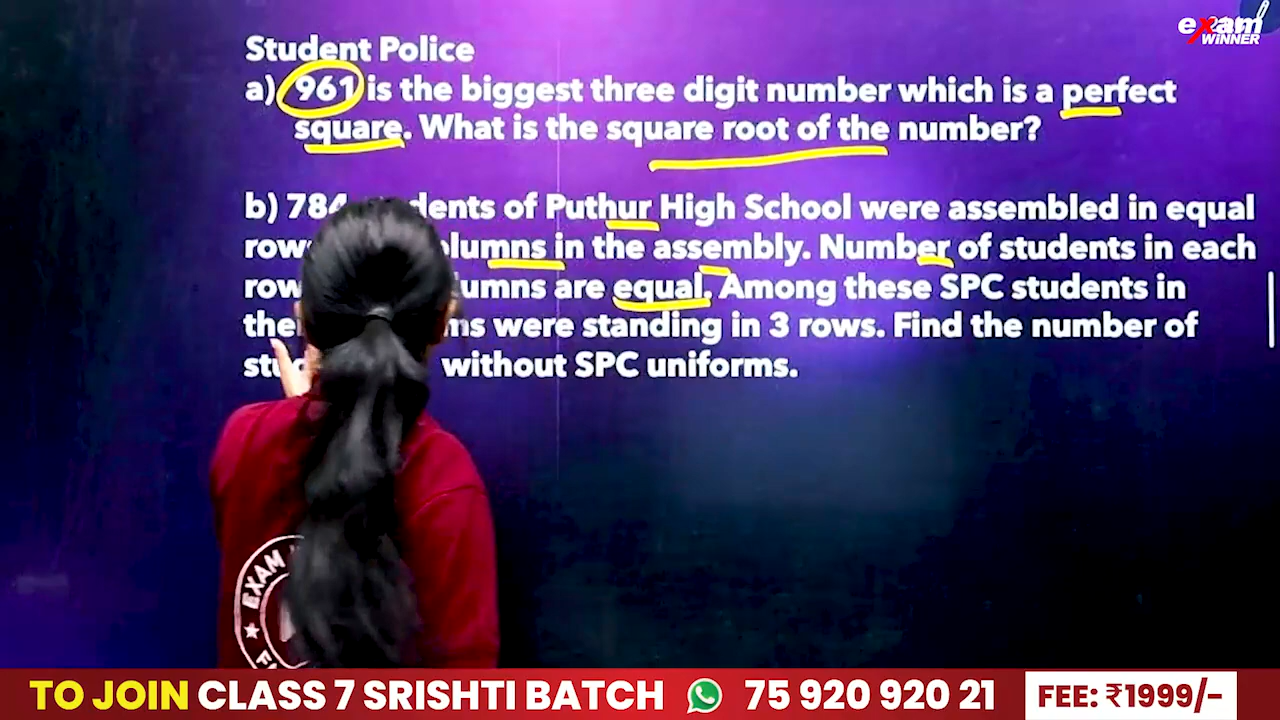 exam
WINNER
Student Police
a) 961 is the biggest three digit number which is a perfect
square. What is the square root of the number?
b) 784 dents of Puthur High School were assembled in equal
row lumns in the assembly. Number of students in each
row umns are equal. Among these SPC students in
the ms were standing in 3 rows. Find the number of
stu without SPC uniforms.
EXAM
TO JOIN CLASS 7 SRISHTI BATCH 75 920 920 21 FEE: ₹1999/-